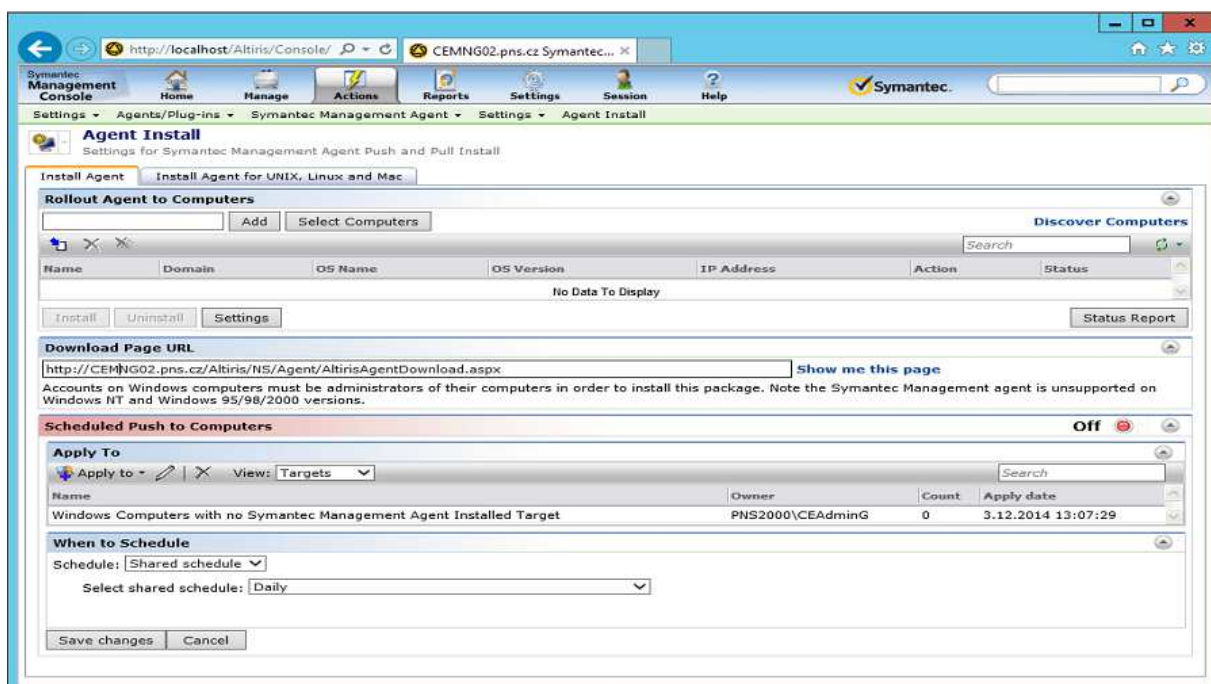 http://localhost/Altiris/Console/
CEMNG02.pns.cz Symantec...
Symantec
Management
Console
Home
Manage
Actions
Reports
Settings
Session
Help
Symantec.
Settings
Agents/Plug-ins
Symantec Management Agent
Settings
Agent Install
Agent Install
Settings for Symantec Management Agent Push and Pull Install
Install Agent
Install Agent for UNIX, Linux and Mac
Rollout Agent to Computers
Add
Select Computers
Discover Computers
Search
Name
Domain
OS Name
OS Version
IP Address
Action
Status
No Data To Display
Install
Uninstall
Settings
Status Report
Download Page URL
http://CEMNG02.pns.cz/Altiris/NS/Agent/AltirisAgentDownload.aspx
Show me this page
Accounts on Windows computers must be administrators of their computers in order to install this package. Note the Symantec Management agent is unsupported on
Windows NT and Windows 95/98/2000 versions.
Scheduled Push to Computers
Off
Apply To
Apply to
View: Targets
Search
Name
Owner
Count
Apply date
Windows Computers with no Symantec Management Agent Installed Target
PNS2000\CEAdminG
0
3.12.2014 13:07:29
When to Schedule
Schedule: Shared schedule
Select shared schedule: Daily
Save changes
Cancel